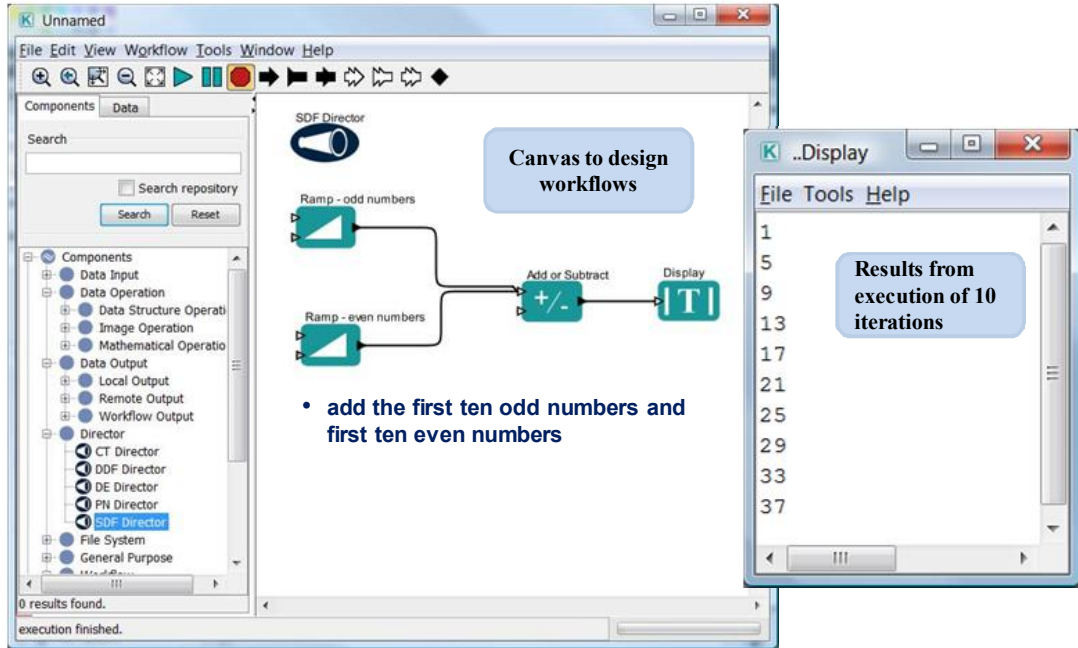 Unnamed
File Edit View Workflow Tools Window Help
Components Data
Search
Search repository
Search Reset
Components
Data Input
Data Operation
Data Structure Operati
Image Operation
Mathematical Operatio
Data Output
Local Output
Remote Output
Workflow Output
Director
CT Director
DDF Director
DE Director
PN Director
SDF Director
File System
General Purpose
0 results found.
execution finished.
SDF Director
Canvas to design
workflows
Ramp - odd numbers
Add or Subtract
+/-
Display
T
Ramp - even numbers
• add the first ten odd numbers and
first ten even numbers
..Display
File Tools Help
1
5
9
13
17
21
25
29
33
37
Results from
execution of 10
iterations